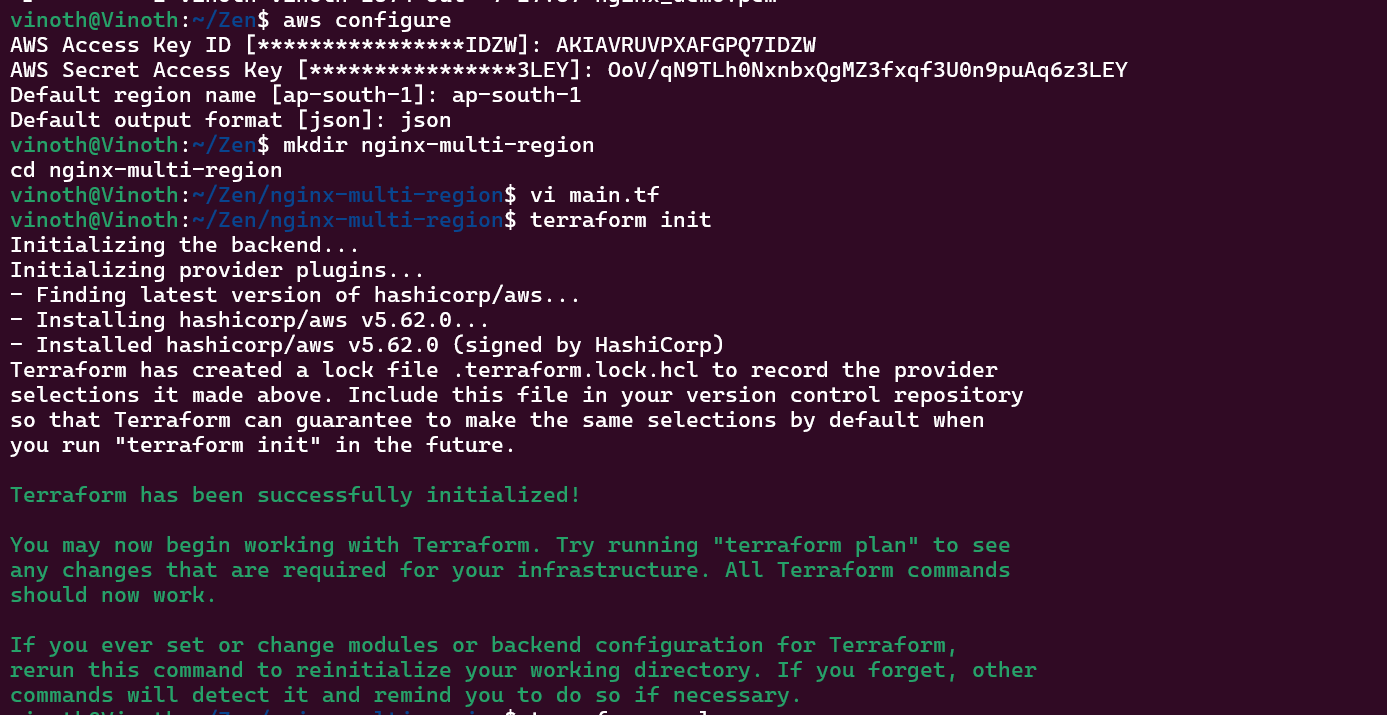 vinoth@Vinoth:~/Zen$ aws configure
AWS Access Key ID [****************IDZW]: AKIAVRUVPXAFGPQ7IDZW
AWS Secret Access Key [****************3LEY]: 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
Default region name [ap-south-1]: ap-south-1
Default output format [json]: json
vinoth@Vinoth:~/Zen$ mkdir nginx-multi-region
cd nginx-multi-region
vinoth@Vinoth:~/Zen/nginx-multi-region$ vi main.tf
vinoth@Vinoth:~/Zen/nginx-multi-region$ terraform init
Initializing the backend...
Initializing provider plugins...
- Finding latest version of hashicorp/aws...
- Installing hashicorp/aws v5.62.0...
- Installed hashicorp/aws v5.62.0 (signed by HashiCorp)
Terraform has created a lock file .terraform.lock.hcl to record the provider
selections it made above. Include this file in your version control repository
so that Terraform can guarantee to make the same selections by default when
you run "terraform init" in the future.
Terraform has been successfully initialized!
You may now begin working with Terraform. Try running "terraform plan" to see
any changes that are required for your infrastructure. All Terraform commands
should now work.
If you ever set or change modules or backend configuration for Terraform,
rerun this command to reinitialize your working directory. If you forget, other
commands will detect it and remind you to do so if necessary.